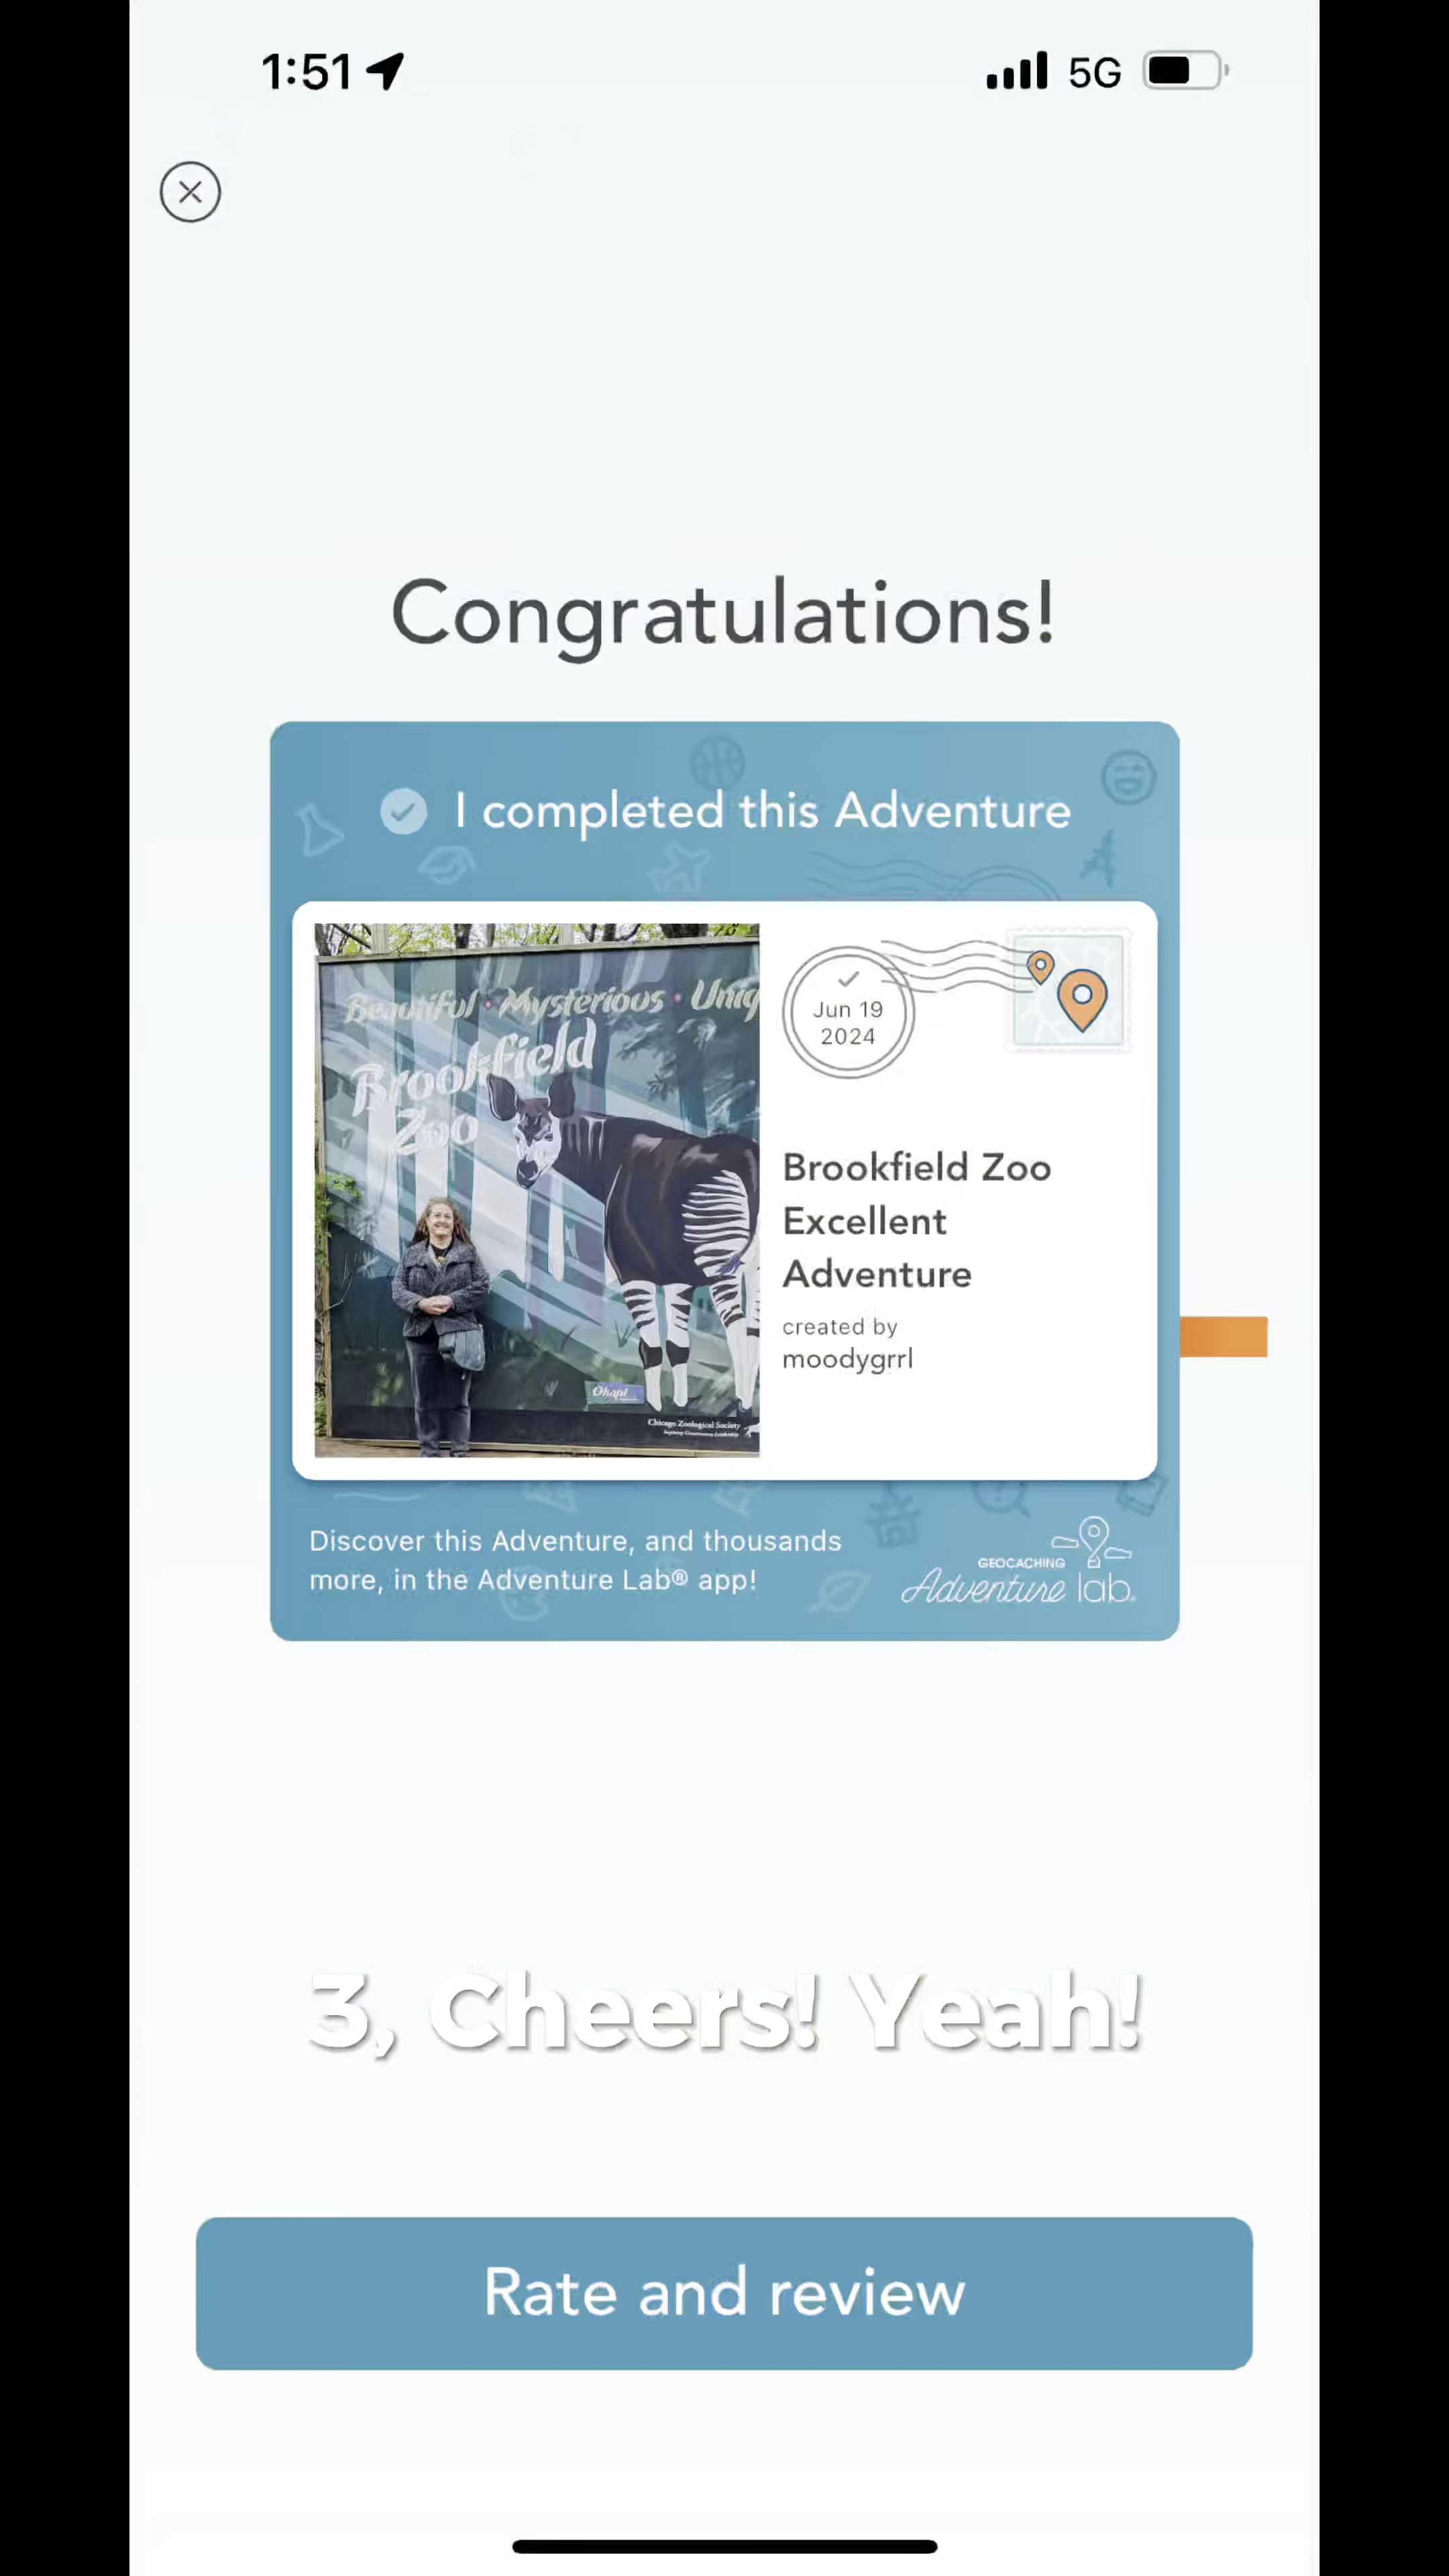 1:51
5G
Congratulations!
I completed this Adventure
Beautiful · Mysterious · Uniq
Brookfield
Zoo
Okapi
Chicago Zoological Society
Jun 19
2024
Brookfield Zoo
Excellent
Adventure
created by
moodygrrl
Discover this Adventure, and thousands
more, in the Adventure Lab® app!
GEOCACHING
Adventure lab.
3, Cheers! Yeah!
Rate and review